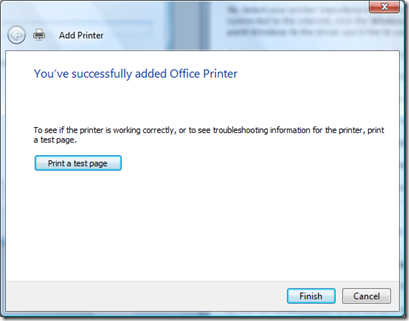 Add Printer
You've successfully added Office Printer
To see if the printer is working correctly, or to see troubleshooting information for the printer, print
a test page.
Print a test page
Finish
Cancel